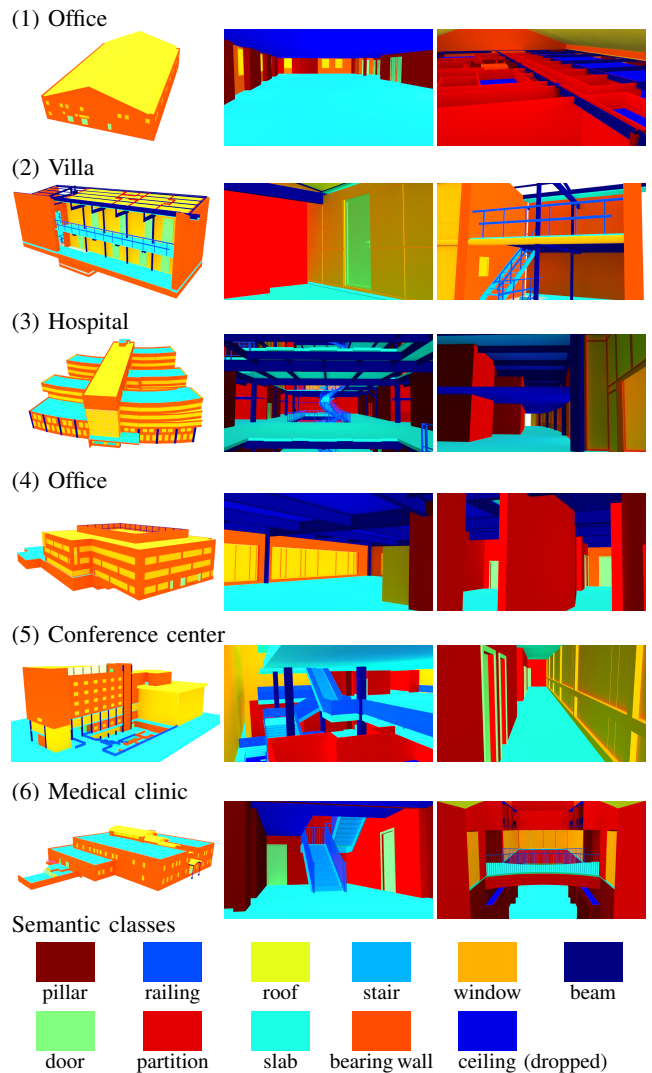 (1) Office
(2) Villa
(3) Hospital
(4) Office
(5) Conference center
(6) Medical clinic
Semantic classes
pillar railing roof stair window beam
door partition slab bearing wall ceiling (dropped)